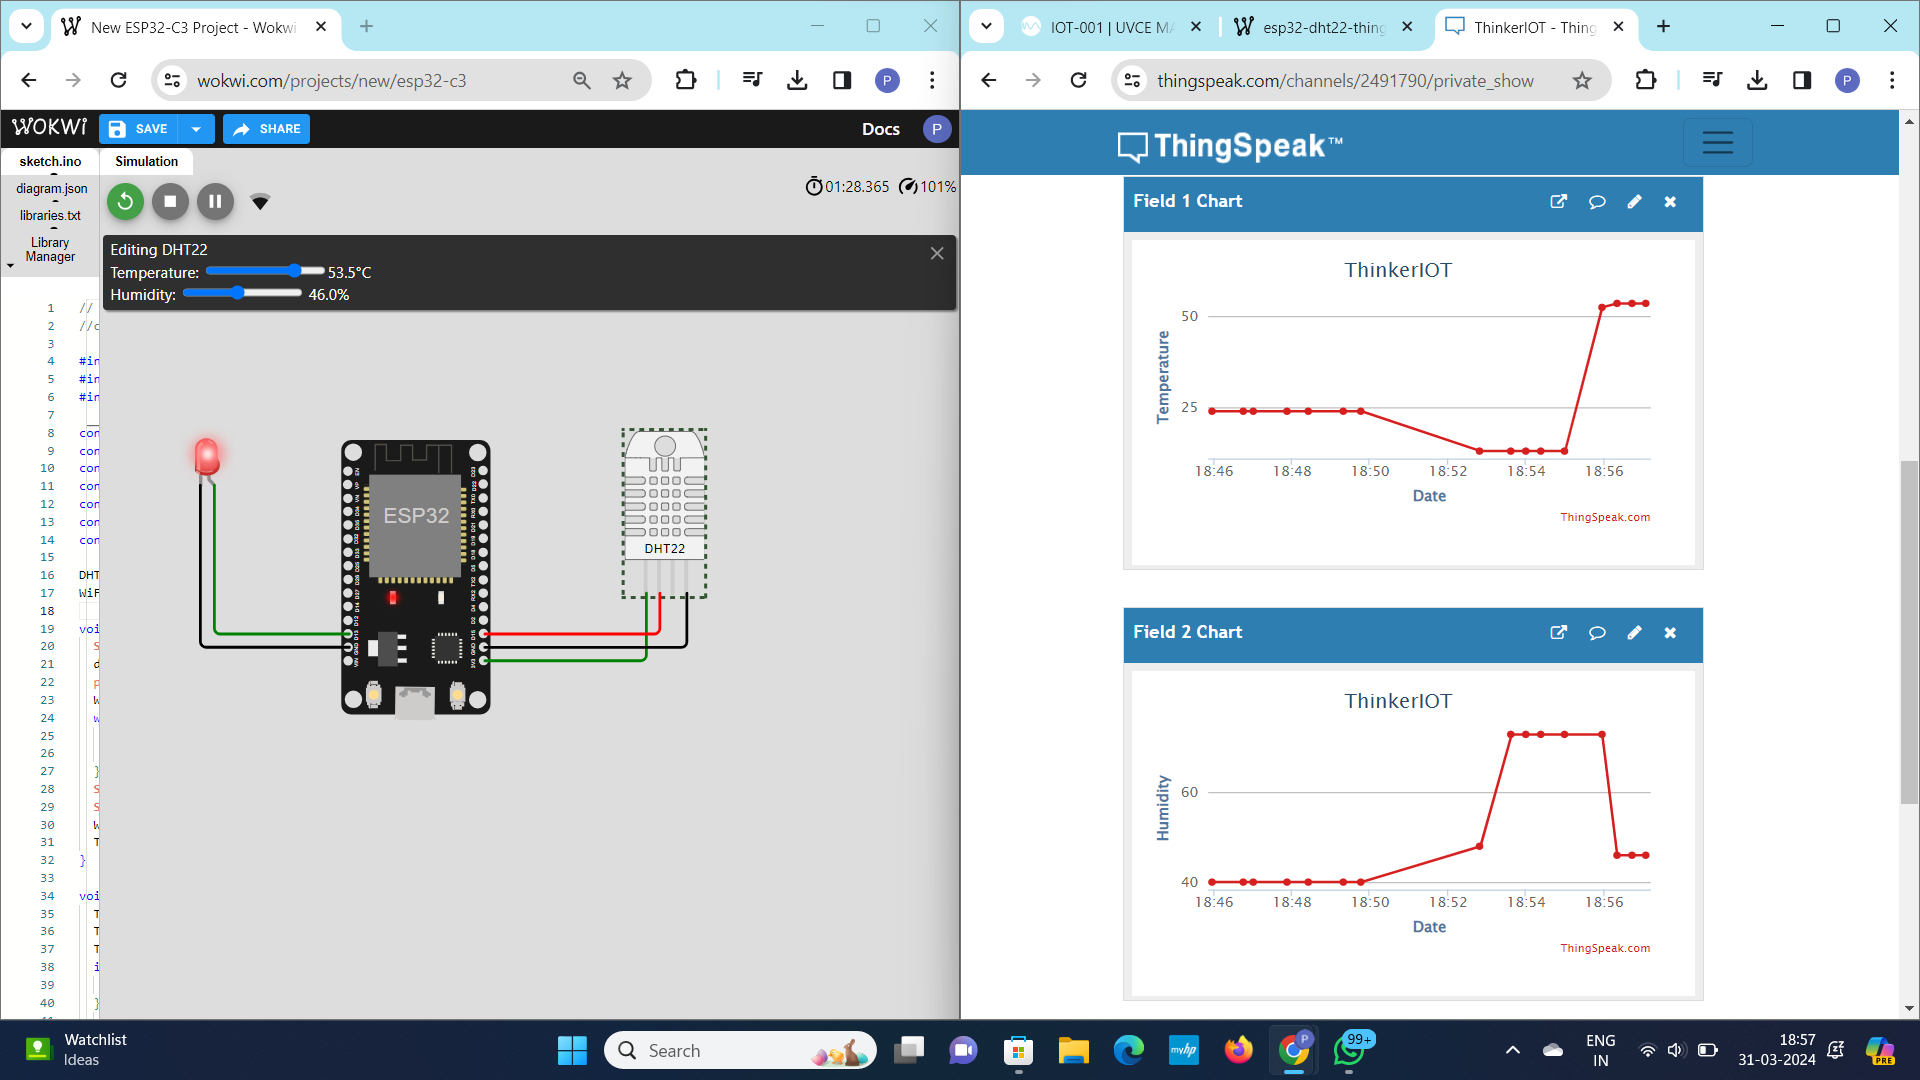 New ESP32-C3 Project - Wokwi
wokwi.com/projects/new/esp32-c3
P
WOKWI
SAVE
SHARE
Docs
P
sketch.ino
Simulation
diagram.json
libraries.txt
Library
Manager
01:28.365
101%
Editing DHT22
Temperature:
53.5°C
Humidity:
46.0%
1 //
2 //c
3
4 #in
5 #in
6 #in
7
8 con
9 con
10 con
11 con
12 con
13 con
14 con
15
16 DHT
17 WiF
18
19 voi
20 S
21 d
22 p
23 W
24 w
25
26
27 }
28 S
29 S
30 W
31 T
32 }
33
34 voi
35 T
36 T
37 T
38 i
39
40 }
ESP32
DHT22
IOT-001 | UVCE MA
esp32-dht22-thing
ThinkerIOT - Thing
thingspeak.com/channels/2491790/private_show
P
ThingSpeak™
Field 1 Chart
ThinkerIOT
Temperature
50
25
18:46 18:48 18:50 18:52 18:54 18:56
Date
ThingSpeak.com
Field 2 Chart
ThinkerIOT
Humidity
60
40
18:46 18:48 18:50 18:52 18:54 18:56
Date
ThingSpeak.com
Watchlist
Ideas
Search
myhp
P
99+
ENG
IN
18:57
31-03-2024
PRE